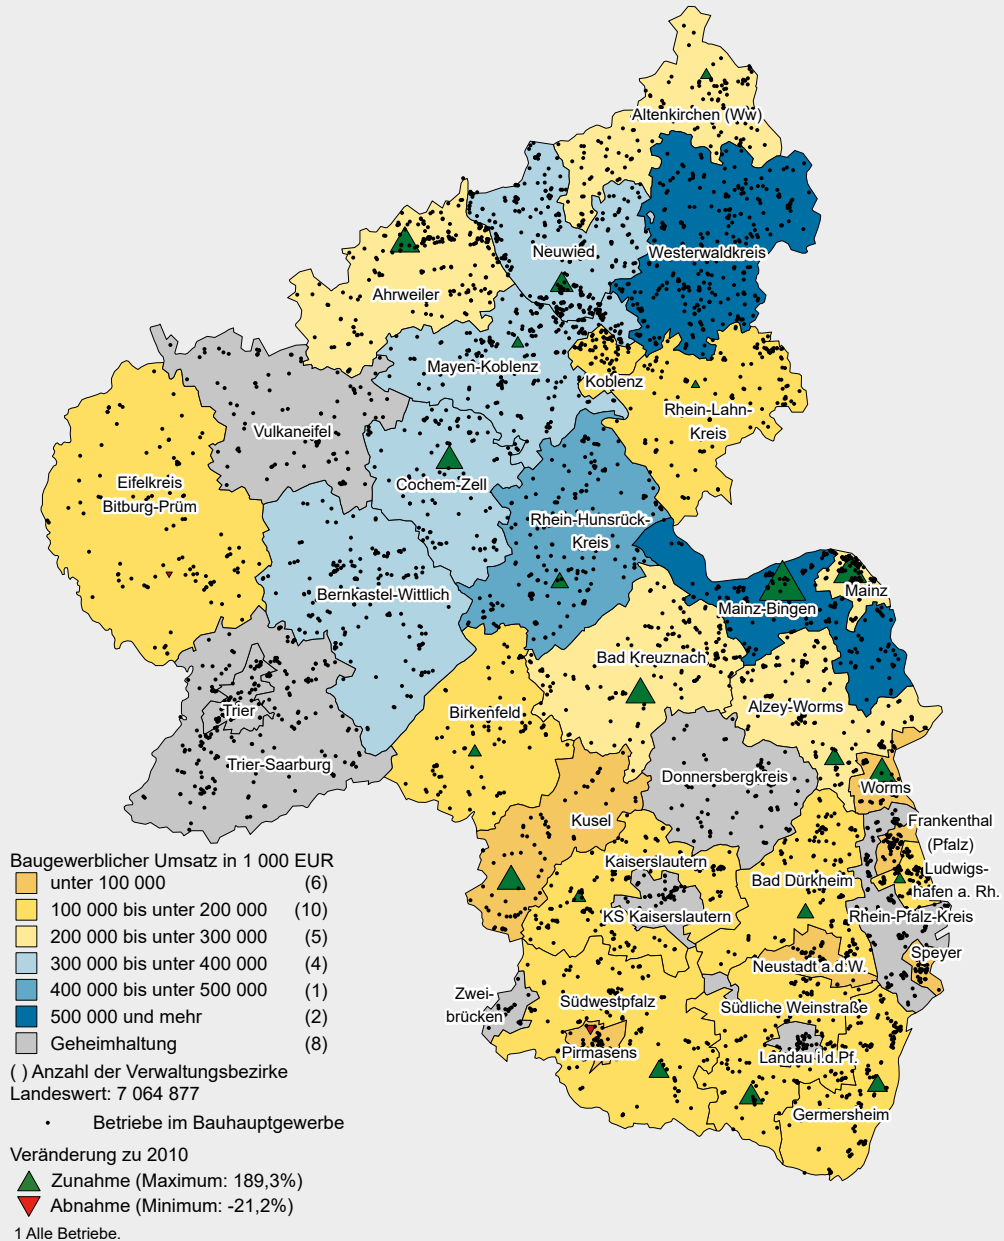 Altenkirchen (Ww)
Neuwied
Westerwaldkreis
Ahrweiler
Mayen-Koblenz
Koblenz
Rhein-Lahn-
Kreis
Vulkaneifel
Cochem-Zell
Eifelkreis
Bitburg-Prüm
Rhein-Hunsrück-
Kreis
Bernkastel-Wittlich
Mainz
Mainz-Bingen
Bad Kreuznach
Trier
Birkenfeld
Alzey-Worms
Trier-Saarburg
Donnersbergkreis
Worms
Kusel
Frankenthal
(Pfalz)
Kaiserslautern
Ludwigs-
hafen a. Rh.
Bad Dürkheim
KS Kaiserslautern
Rhein-Pfalz-Kreis
Speyer
Neustadt a.d.W.
Zwei-
brücken
Südwestpfalz
Südliche Weinstraße
Pirmasens
Landau i.d.Pf.
Germersheim
Baugewerblicher Umsatz in 1 000 EUR
unter 100 000 (6)
100 000 bis unter 200 000 (10)
200 000 bis unter 300 000 (5)
300 000 bis unter 400 000 (4)
400 000 bis unter 500 000 (1)
500 000 und mehr (2)
Geheimhaltung (8)
( ) Anzahl der Verwaltungsbezirke
Landeswert: 7 064 877
Betriebe im Bauhauptgewerbe
Veränderung zu 2010
Zunahme (Maximum: 189,3%)
Abnahme (Minimum: -21,2%)
1 Alle Betriebe.